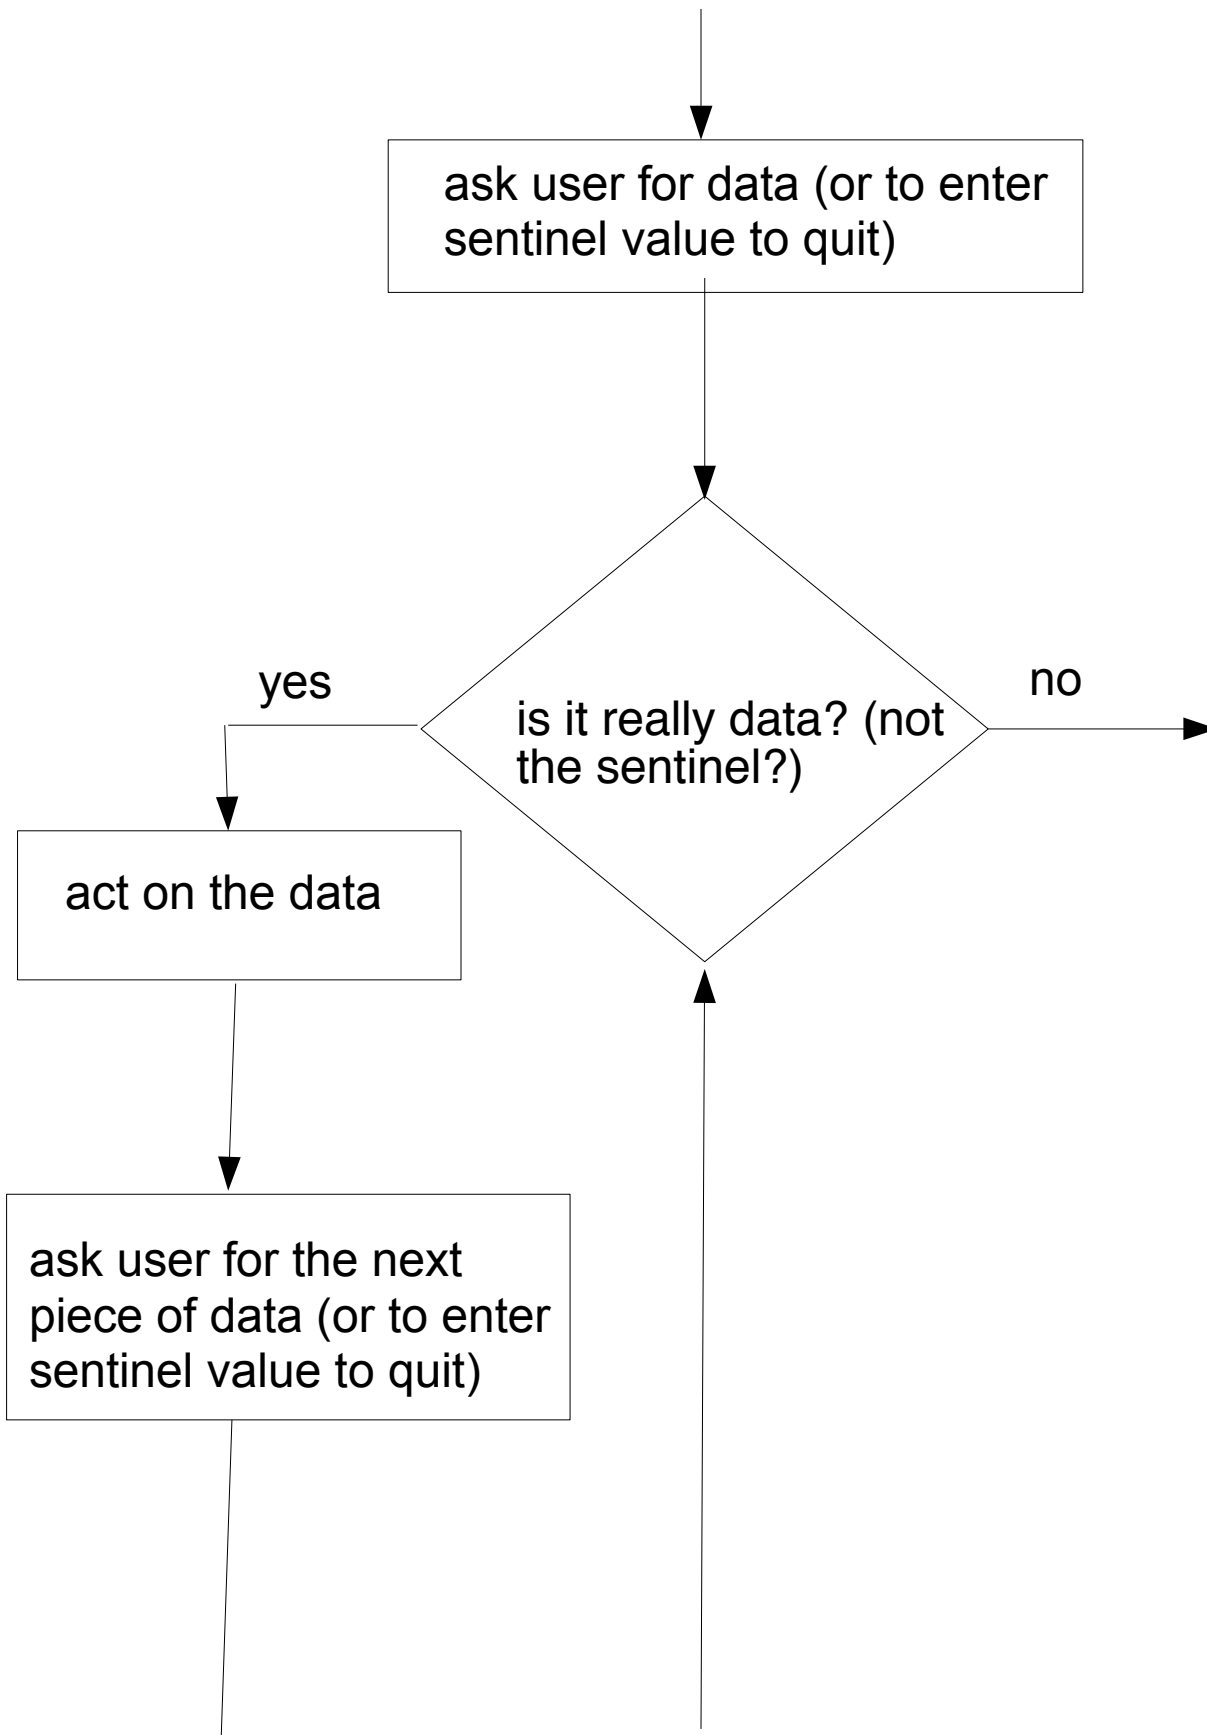 ask user for data (or to enter
sentinel value to quit)
yes
no
is it really data? (not
the sentinel?)
act on the data
ask user for the next
piece of data (or to enter
sentinel value to quit)